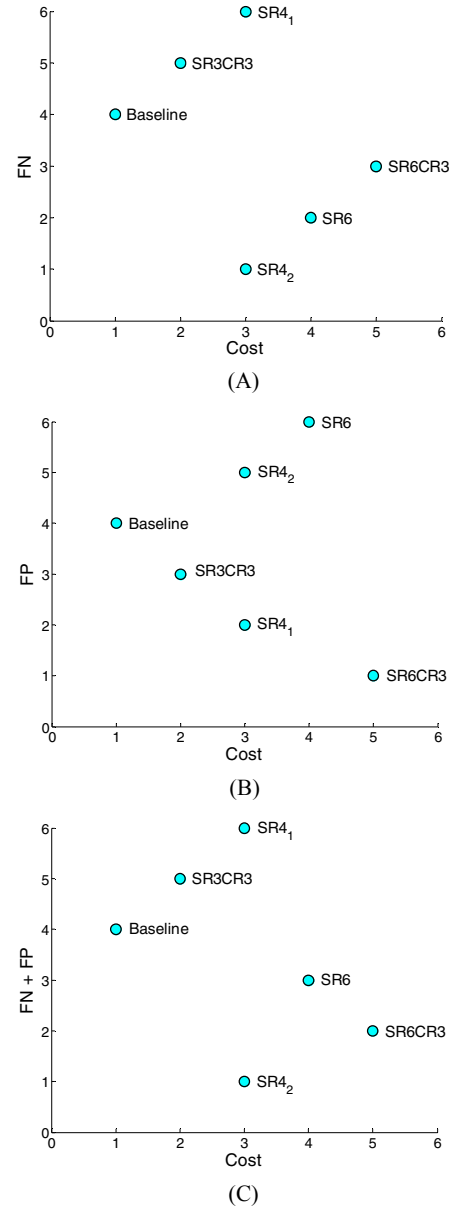 6
SR4₁
5
SR3CR3
4
Baseline
FN
3
SR6CR3
2
SR6
1
SR4₂
0
0 1 2 3 4 5 6
Cost
(A)
6
SR6
5
SR4₂
4
Baseline
FP
3
SR3CR3
2
SR4₁
1
SR6CR3
0
0 1 2 3 4 5 6
Cost
(B)
6
SR4₁
5
SR3CR3
4
Baseline
FN + FP
3
SR6
2
SR6CR3
1
SR4₂
0
0 1 2 3 4 5 6
Cost
(C)